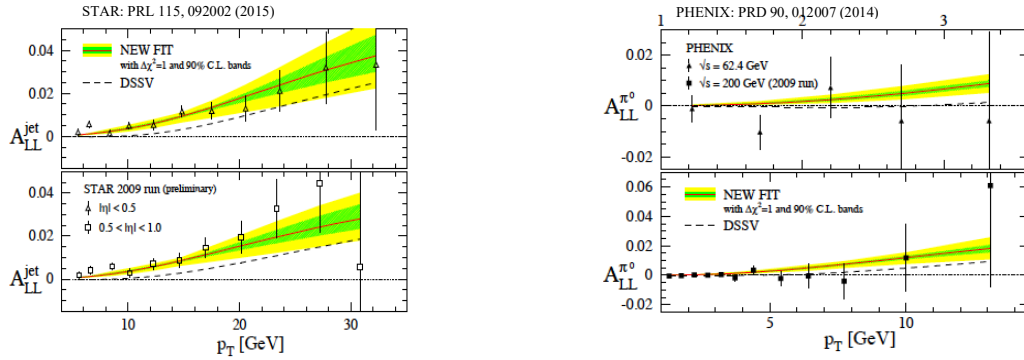 STAR: PRL 115, 092002 (2015)
0.04
0.02
0
A_LL^jet
NEW FIT
with Δχ²=1 and 90% C.L. bands
DSSV
0.04
0.02
0
A_LL^jet
STAR 2009 run (preliminary)
|η| < 0.5
0.5 < |η| < 1.0
10 20 30
p_T [GeV]
PHENIX: PRD 90, 012007 (2014)
1 2 3
0.02
0
-0.02
A_LL^π⁰
PHENIX
√s = 62.4 GeV
√s = 200 GeV (2009 run)
0.06
0.04
0.02
0
-0.02
A_LL^π⁰
NEW FIT
with Δχ²=1 and 90% C.L. bands
DSSV
5 10
p_T [GeV]